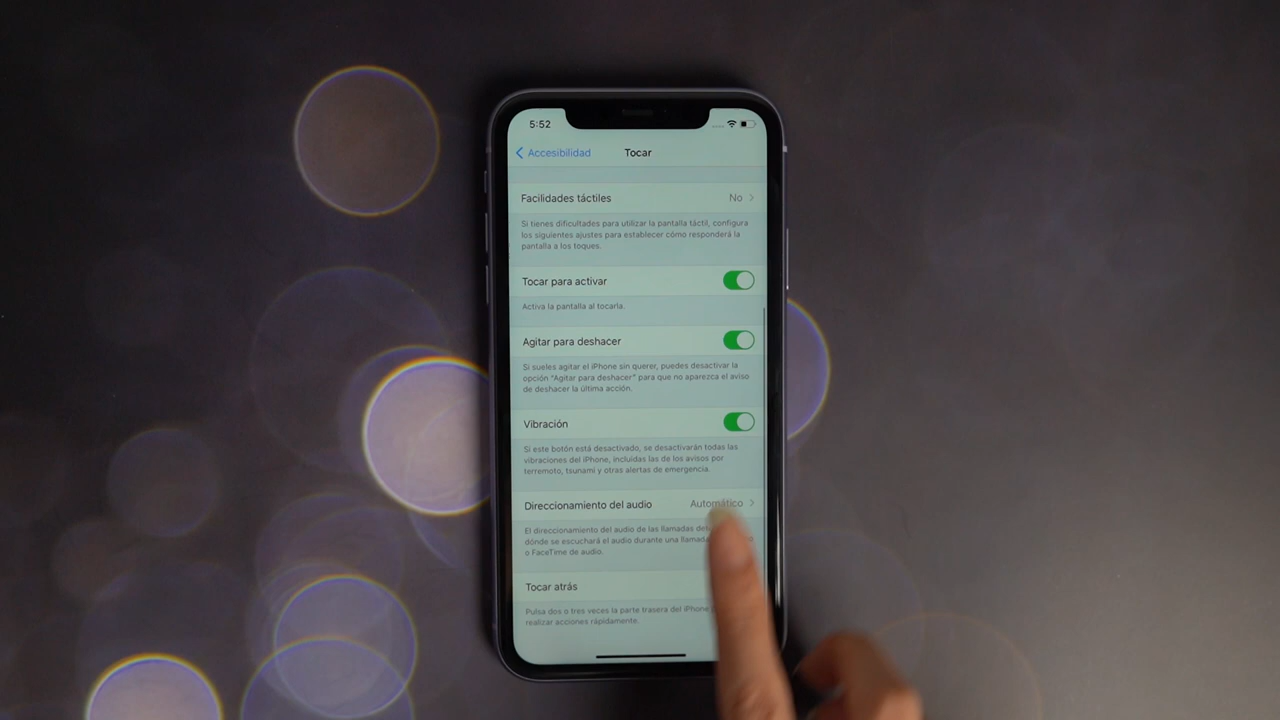 5:52
Accesibilidad
Tocar
Facilidades táctiles
No
Si tienes dificultades para utilizar la pantalla táctil, configura
los siguientes ajustes para establecer cómo responderá la
pantalla a los toques.
Tocar para activar
Activa la pantalla al tocarla.
Agitar para deshacer
Si sueles agitar el iPhone sin querer, puedes desactivar la
opción "Agitar para deshacer" para que no aparezca el aviso
de deshacer la última acción.
Vibración
Si este botón está desactivado, se desactivarán todas las
vibraciones del iPhone, incluidas las de los avisos por
terremoto, tsunami y otras alertas de emergencia.
Direccionamiento del audio
Automático
El direccionamiento del audio de las llamadas
dónde se escuchará el audio durante una llamada
o FaceTime de audio.
Tocar atrás
Pulsa dos o tres veces la parte trasera del iPhone
realizar acciones rápidamente.